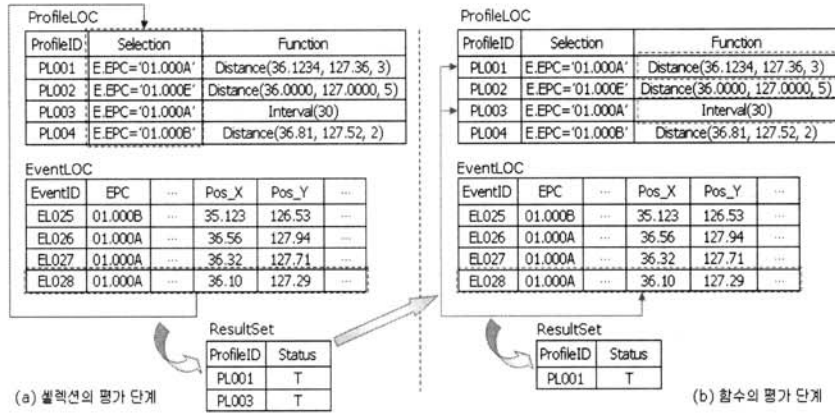 ProfileLOC
ProfileID Selection Function
PL001 E.EPC='01.000A' Distance(36.1234, 127.36, 3)
PL002 E.EPC='01.000E' Distance(36.0000, 127.0000, 5)
PL003 E.EPC='01.000A' Interval(30)
PL004 E.EPC='01.000B' Distance(36.81, 127.52, 2)
EventLOC
EventID EPC ... Pos_X Pos_Y ...
EL025 01.000B ... 35.123 126.53 ...
EL026 01.000A ... 36.56 127.94 ...
EL027 01.000A ... 36.32 127.71 ...
EL028 01.000A ... 36.10 127.29 ...
ResultSet
ProfileID Status
PL001 T
PL003 T
(a) 셀렉션의 평가 단계
ProfileLOC
ProfileID Selection Function
PL001 E.EPC='01.000A' Distance(36.1234, 127.36, 3)
PL002 E.EPC='01.000E' Distance(36.0000, 127.0000, 5)
PL003 E.EPC='01.000A' Interval(30)
PL004 E.EPC='01.000B' Distance(36.81, 127.52, 2)
EventLOC
EventID EPC ... Pos_X Pos_Y ...
EL025 01.000B ... 35.123 126.53 ...
EL026 01.000A ... 36.56 127.94 ...
EL027 01.000A ... 36.32 127.71 ...
EL028 01.000A ... 36.10 127.29 ...
ResultSet
ProfileID Status
PL001 T
(b) 함수의 평가 단계